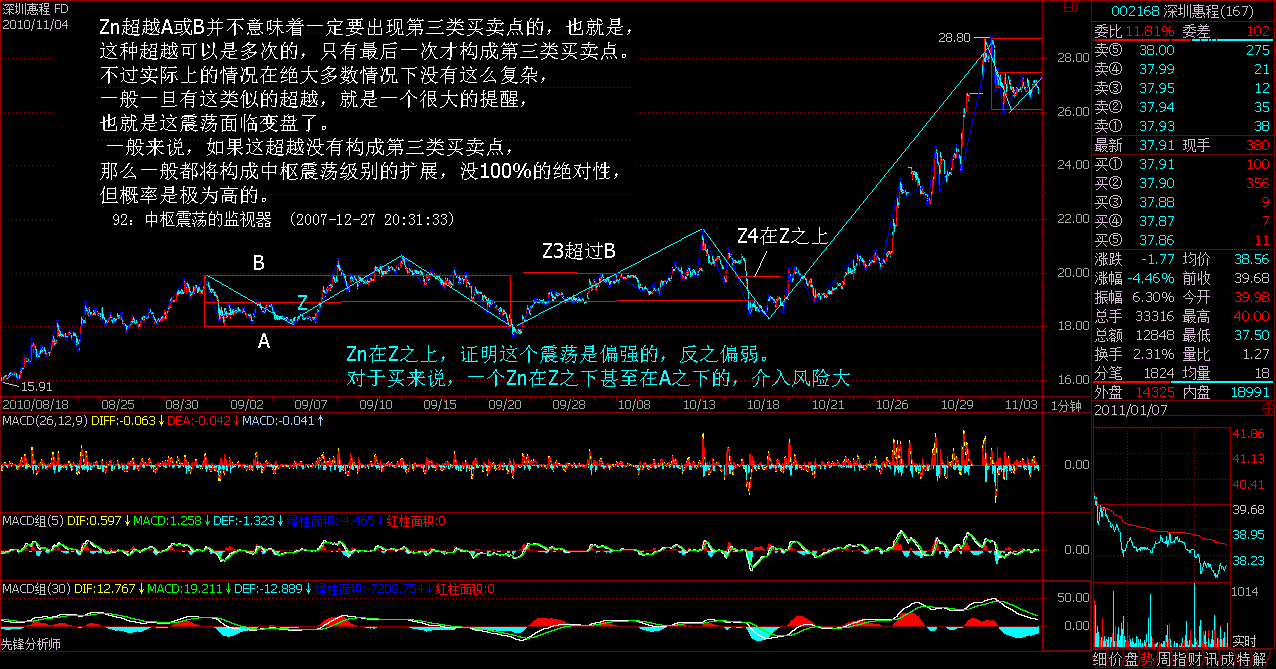 深圳惠程 FD
2010/11/04
Zn超越A或B并不意味着一定要出现第三类买卖点的，也就是，
这种超越可以是多次的，只有最后一次才构成第三类买卖点。
不过实际上的情况在绝大多数情况下没有这么复杂，
一般一旦有这类似的超越，就是一个很大的提醒，
也就是这震荡面临变盘了。
一般来说，如果这超越没有构成第三类买卖点，
那么一般都将构成中枢震荡级别的扩展，没100%的绝对性，
但概率是极为高的。
92：中枢震荡的监视器 （2007-12-27 20:31:33）
28.80
B
Z
A
Z3超过B
Z4在Z之上
Zn在Z之上，证明这个震荡是偏强的，反之偏弱。
对于买来说，一个Zn在Z之下甚至在A之下的，介入风险大
15.91
28.00
26.00
24.00
22.00
20.00
18.00
16.00
2010/08/18 08/25 08/30 09/02 09/07 09/10 09/15 09/20 09/28 10/08 10/13 10/18 10/21 10/26 10/29 11/03 1分钟
MACD(26,12,9) DIFF:-0.063↓ DEA:-0.042↓ MACD:-0.041↑
0.00
MACD组(5) DIF:0.597↓ MACD:1.258↓ DEF:-1.323↓ 绿柱面积:-4.465↓ 红柱面积:0
0.00
MACD组(30) DIF:12.767↓ MACD:19.211↓ DEF:-12.889↓ 绿柱面积:-7208.754↓ 红柱面积:0
50.00
0.00
先锋分析师
002168 深圳惠程(167)
委比 11.81% 委差 102
卖⑤ 38.00 275
卖④ 37.99 21
卖③ 37.95 12
卖② 37.94 35
卖① 37.93 38
最新 37.91 现手 380
买① 37.91 100
买② 37.90 356
买③ 37.88 9
买④ 37.87 7
买⑤ 37.86 11
涨跌 -1.77 均价 38.56
涨幅 -4.46% 前收 39.68
振幅 6.30% 今开 39.98
总手 33316 最高 40.00
总额 12848 最低 37.50
换手 2.31% 量比 1.27
分笔 1824 均量 18
外盘 14325 内盘 18991
2011/01/07
41.86
41.13
40.41
39.68
38.95
38.23
1014
实时
细价盘势周指财讯成特解